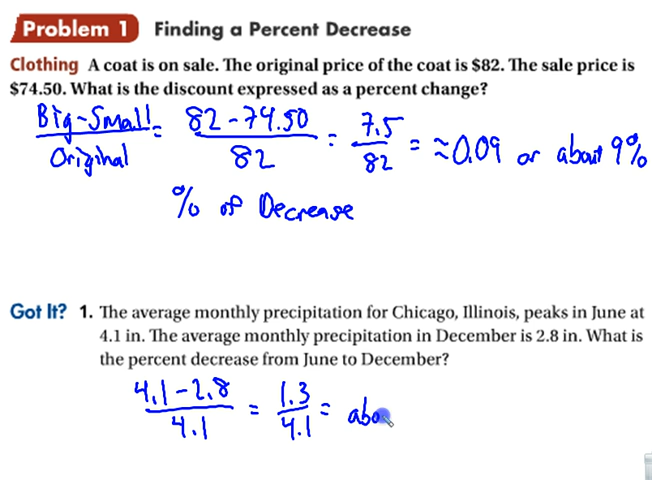 Problem 1 Finding a Percent Decrease
Clothing A coat is on sale. The original price of the coat is $82. The sale price is
$74.50. What is the discount expressed as a percent change?
Big-Small/Original = 82-74.50/82 = 7.5/82 = ≈0.09 or about 9%
% of Decrease
Got It? 1. The average monthly precipitation for Chicago, Illinois, peaks in June at
4.1 in. The average monthly precipitation in December is 2.8 in. What is
the percent decrease from June to December?
4.1-2.8/4.1 = 1.3/4.1 = abo